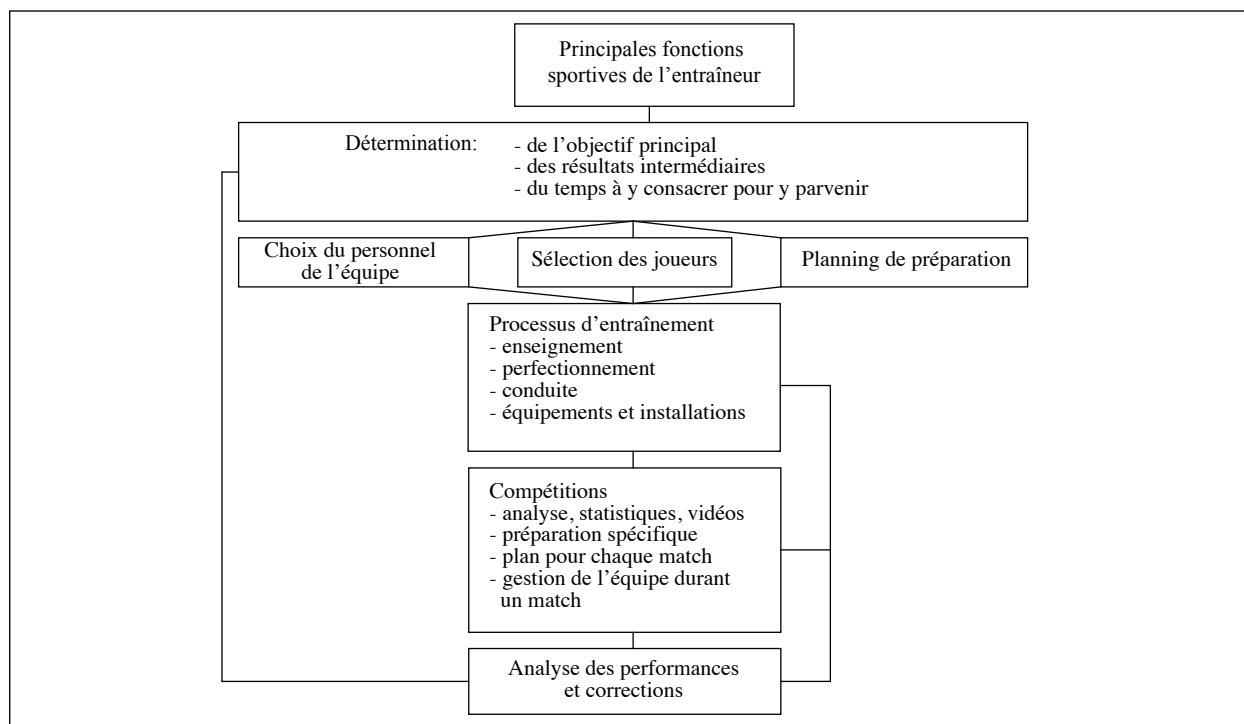 Principales fonctions
sportives de l’entraîneur
Détermination: - de l’objectif principal
- des résultats intermédiaires
- du temps à y consacrer pour y parvenir
Choix du personnel
de l’équipe
Sélection des joueurs
Planning de préparation
Processus d’entraînement
- enseignement
- perfectionnement
- conduite
- équipements et installations
Compétitions
- analyse, statistiques, vidéos
- préparation spécifique
- plan pour chaque match
- gestion de l’équipe durant
un match
Analyse des performances
et corrections